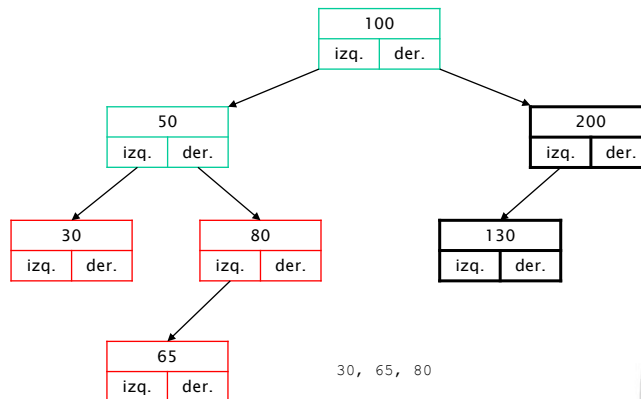 100
izq. der.
50
izq. der.
200
izq. der.
30
izq. der.
80
izq. der.
130
izq. der.
65
izq. der.
30, 65, 80